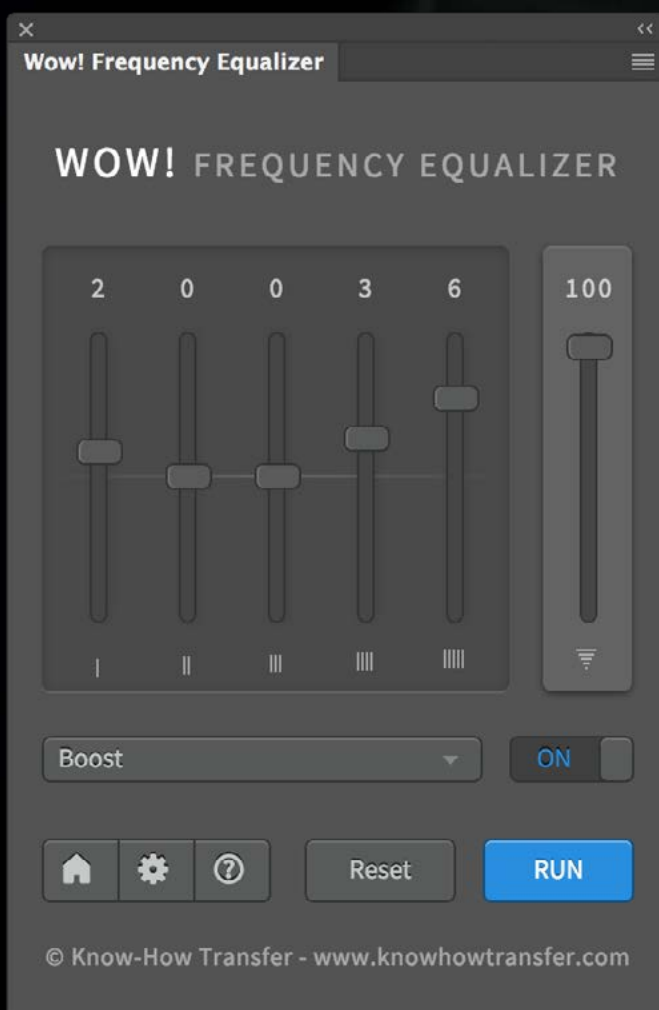 Wow! Frequency Equalizer
WOW! FREQUENCY EQUALIZER
2 0 0 3 6 100
Boost ON
Reset RUN
© Know-How Transfer - www.knowhowtransfer.com